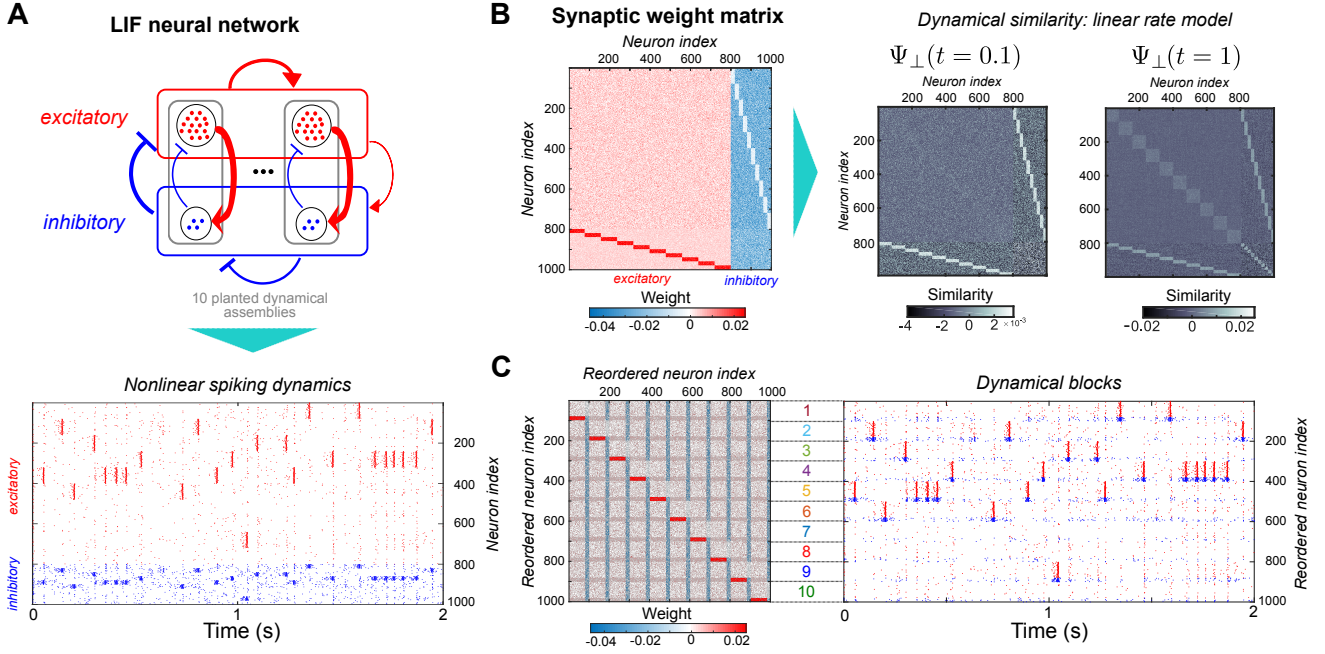 A
LIF neural network
excitatory
...
inhibitory
10 planted dynamical
assemblies
Nonlinear spiking dynamics
excitatory
inhibitory
200
400
600
800
1000
Neuron index
0
1
2
Time (s)
B
Synaptic weight matrix
Neuron index
200 400 600 800 1000
Neuron index
200
400
600
800
1000
excitatory
inhibitory
Weight
-0.04 -0.02 0 0.02
Dynamical similarity: linear rate model
Ψ⊥(t = 0.1)
Neuron index
200 400 600 800
Neuron index
200
400
600
800
Similarity
-4 -2 0 2 ×10⁻³
Ψ⊥(t = 1)
Neuron index
200 400 600 800
200
400
600
800
Similarity
−0.02 0 0.02
C
Reordered neuron index
200 400 600 800 1000
Reordered neuron index
200
400
600
800
1000
Weight
-0.04 -0.02 0 0.02
1
2
3
4
5
6
7
8
9
10
Dynamical blocks
200
400
600
800
1000
Reordered neuron index
0
1
2
Time (s)